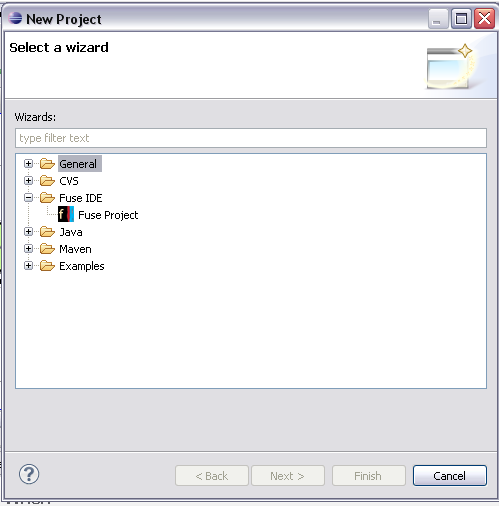 New Project
Select a wizard
Wizards:
type filter text
General
CVS
Fuse IDE
f Fuse Project
Java
Maven
Examples
?
< Back Next > Finish Cancel